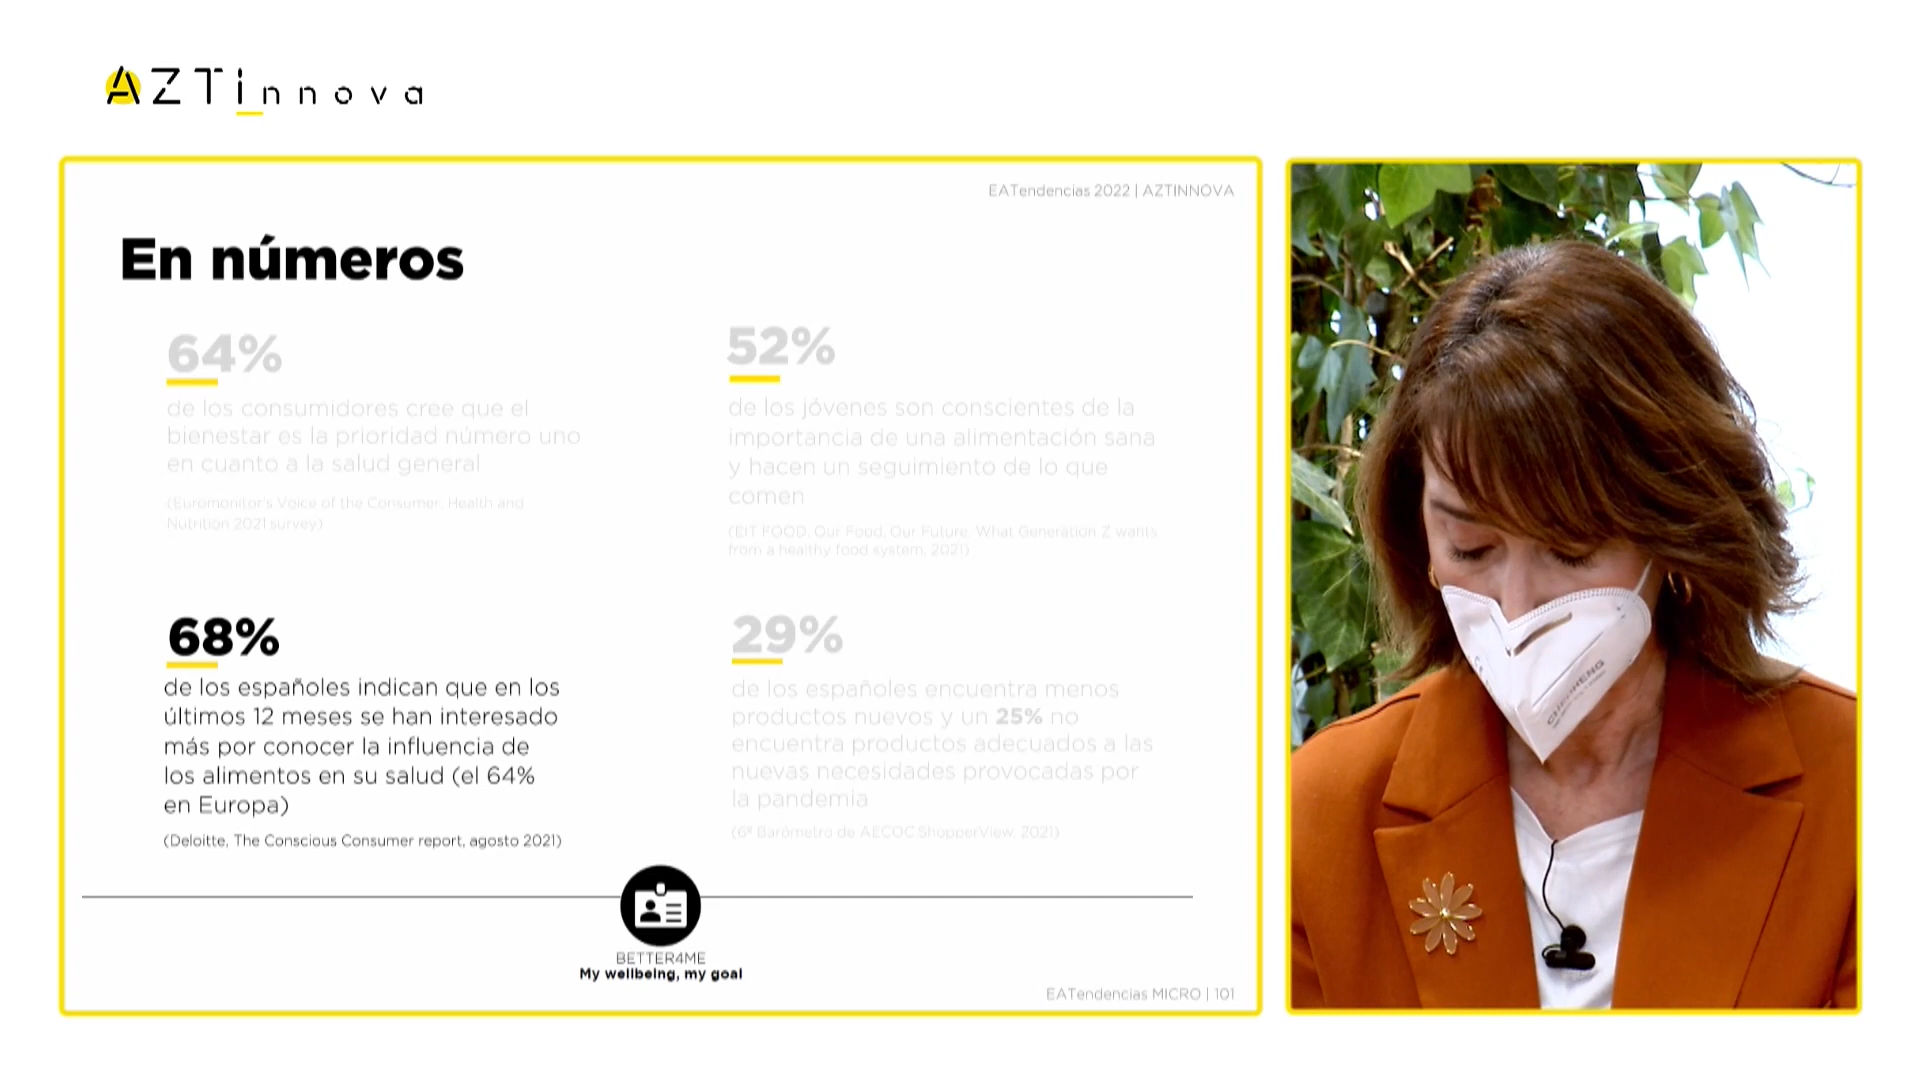 AZTInnova
EATendencias 2022 | AZTINNOVA
En números
64%
de los consumidores cree que el
bienestar es la prioridad número uno
en cuanto a la salud general
(Euromonitor's Voice of the Consumer: Health and
Nutrition 2021 survey)
52%
de los jóvenes son conscientes de la
importancia de una alimentación sana
y hacen un seguimiento de lo que
comen
(EIT FOOD, Our Food, Our Future: What Generation Z wants
from a healthy food system, 2021)
68%
de los españoles indican que en los
últimos 12 meses se han interesado
más por conocer la influencia de
los alimentos en su salud (el 64%
en Europa)
(Deloitte, The Conscious Consumer report, agosto 2021)
29%
de los españoles encuentra menos
productos nuevos y un 25% no
encuentra productos adecuados a las
nuevas necesidades provocadas por
la pandemia
(6º Barómetro de AECOC ShopperView, 2021)
BETTER4ME
My wellbeing, my goal
EATendencias MICRO | 101